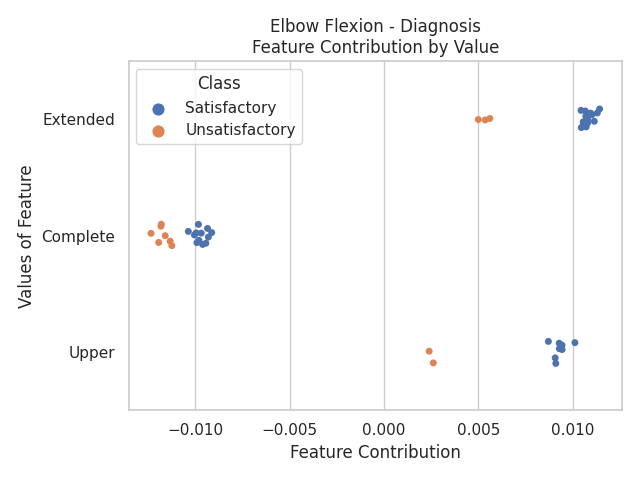 Elbow Flexion - Diagnosis
Feature Contribution by Value
Class
Satisfactory
Unsatisfactory
Extended
Complete
Upper
Values of Feature
−0.010
−0.005
0.000
0.005
0.010
Feature Contribution